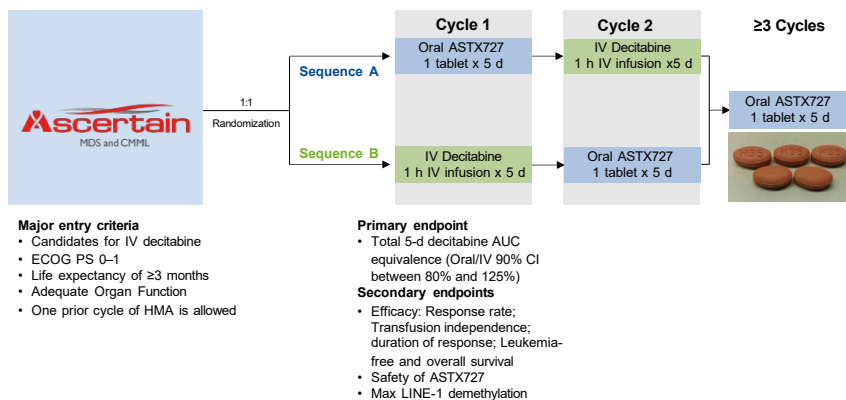 Cycle 1
Cycle 2
≥3 Cycles
Sequence A
Oral ASTX727
1 tablet x 5 d
IV Decitabine
1 h IV infusion x5 d
Ascertain
MDS and CMML
1:1
Randomization
Oral ASTX727
1 tablet x 5 d
Sequence B
IV Decitabine
1 h IV infusion x 5 d
Oral ASTX727
1 tablet x 5 d
H35 H35 H35
Major entry criteria
• Candidates for IV decitabine
• ECOG PS 0–1
• Life expectancy of ≥3 months
• Adequate Organ Function
• One prior cycle of HMA is allowed
Primary endpoint
• Total 5-d decitabine AUC
equivalence (Oral/IV 90% CI
between 80% and 125%)
Secondary endpoints
• Efficacy: Response rate;
Transfusion independence;
duration of response; Leukemia-
free and overall survival
• Safety of ASTX727
• Max LINE-1 demethylation